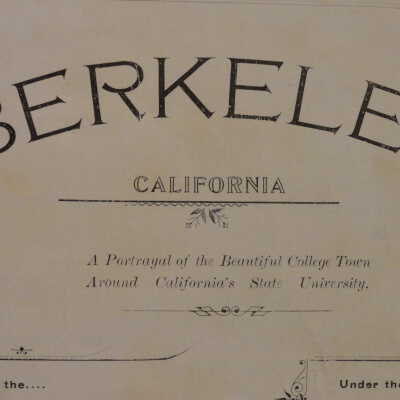 BERKELE
CALIFORNIA
A Portrayal of the Beautiful College Town
Around California's State University.
the....
Under the